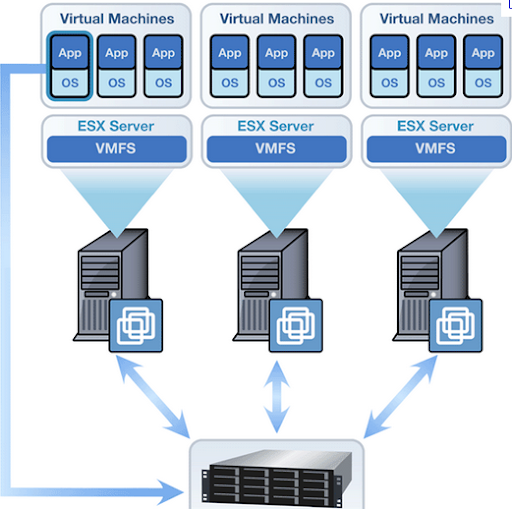 Virtual Machines Virtual Machines Virtual Machines
App App App App App App App App App
OS OS OS OS OS OS OS OS OS
ESX Server ESX Server ESX Server
VMFS VMFS VMFS